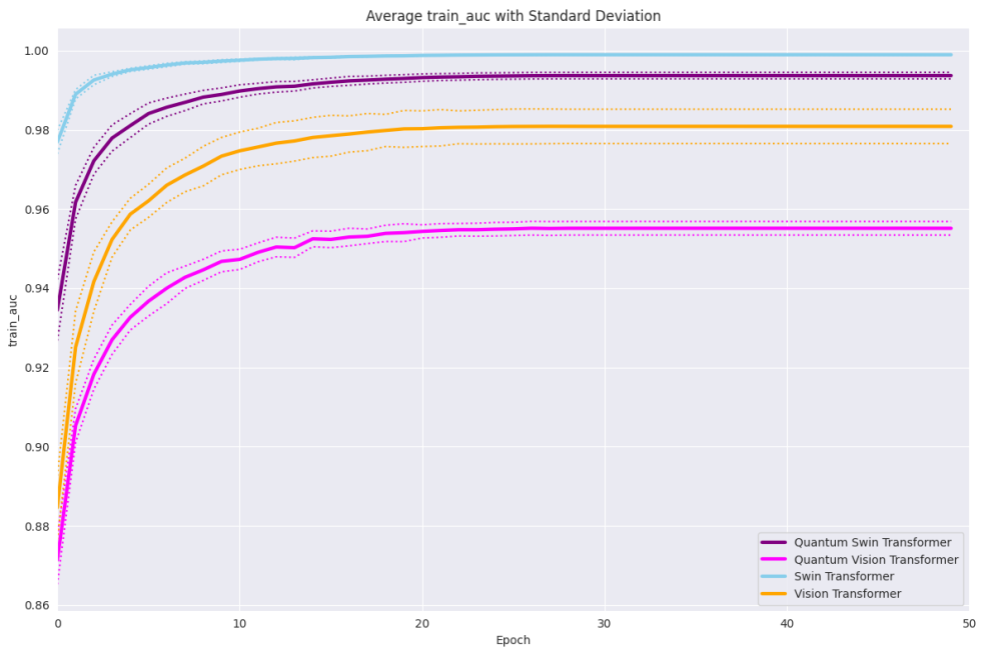 Average train_auc with Standard Deviation
1.00
0.98
0.96
0.94
0.92
0.90
0.88
0.86
train_auc
0
10
20
30
40
50
Epoch
Quantum Swin Transformer
Quantum Vision Transformer
Swin Transformer
Vision Transformer